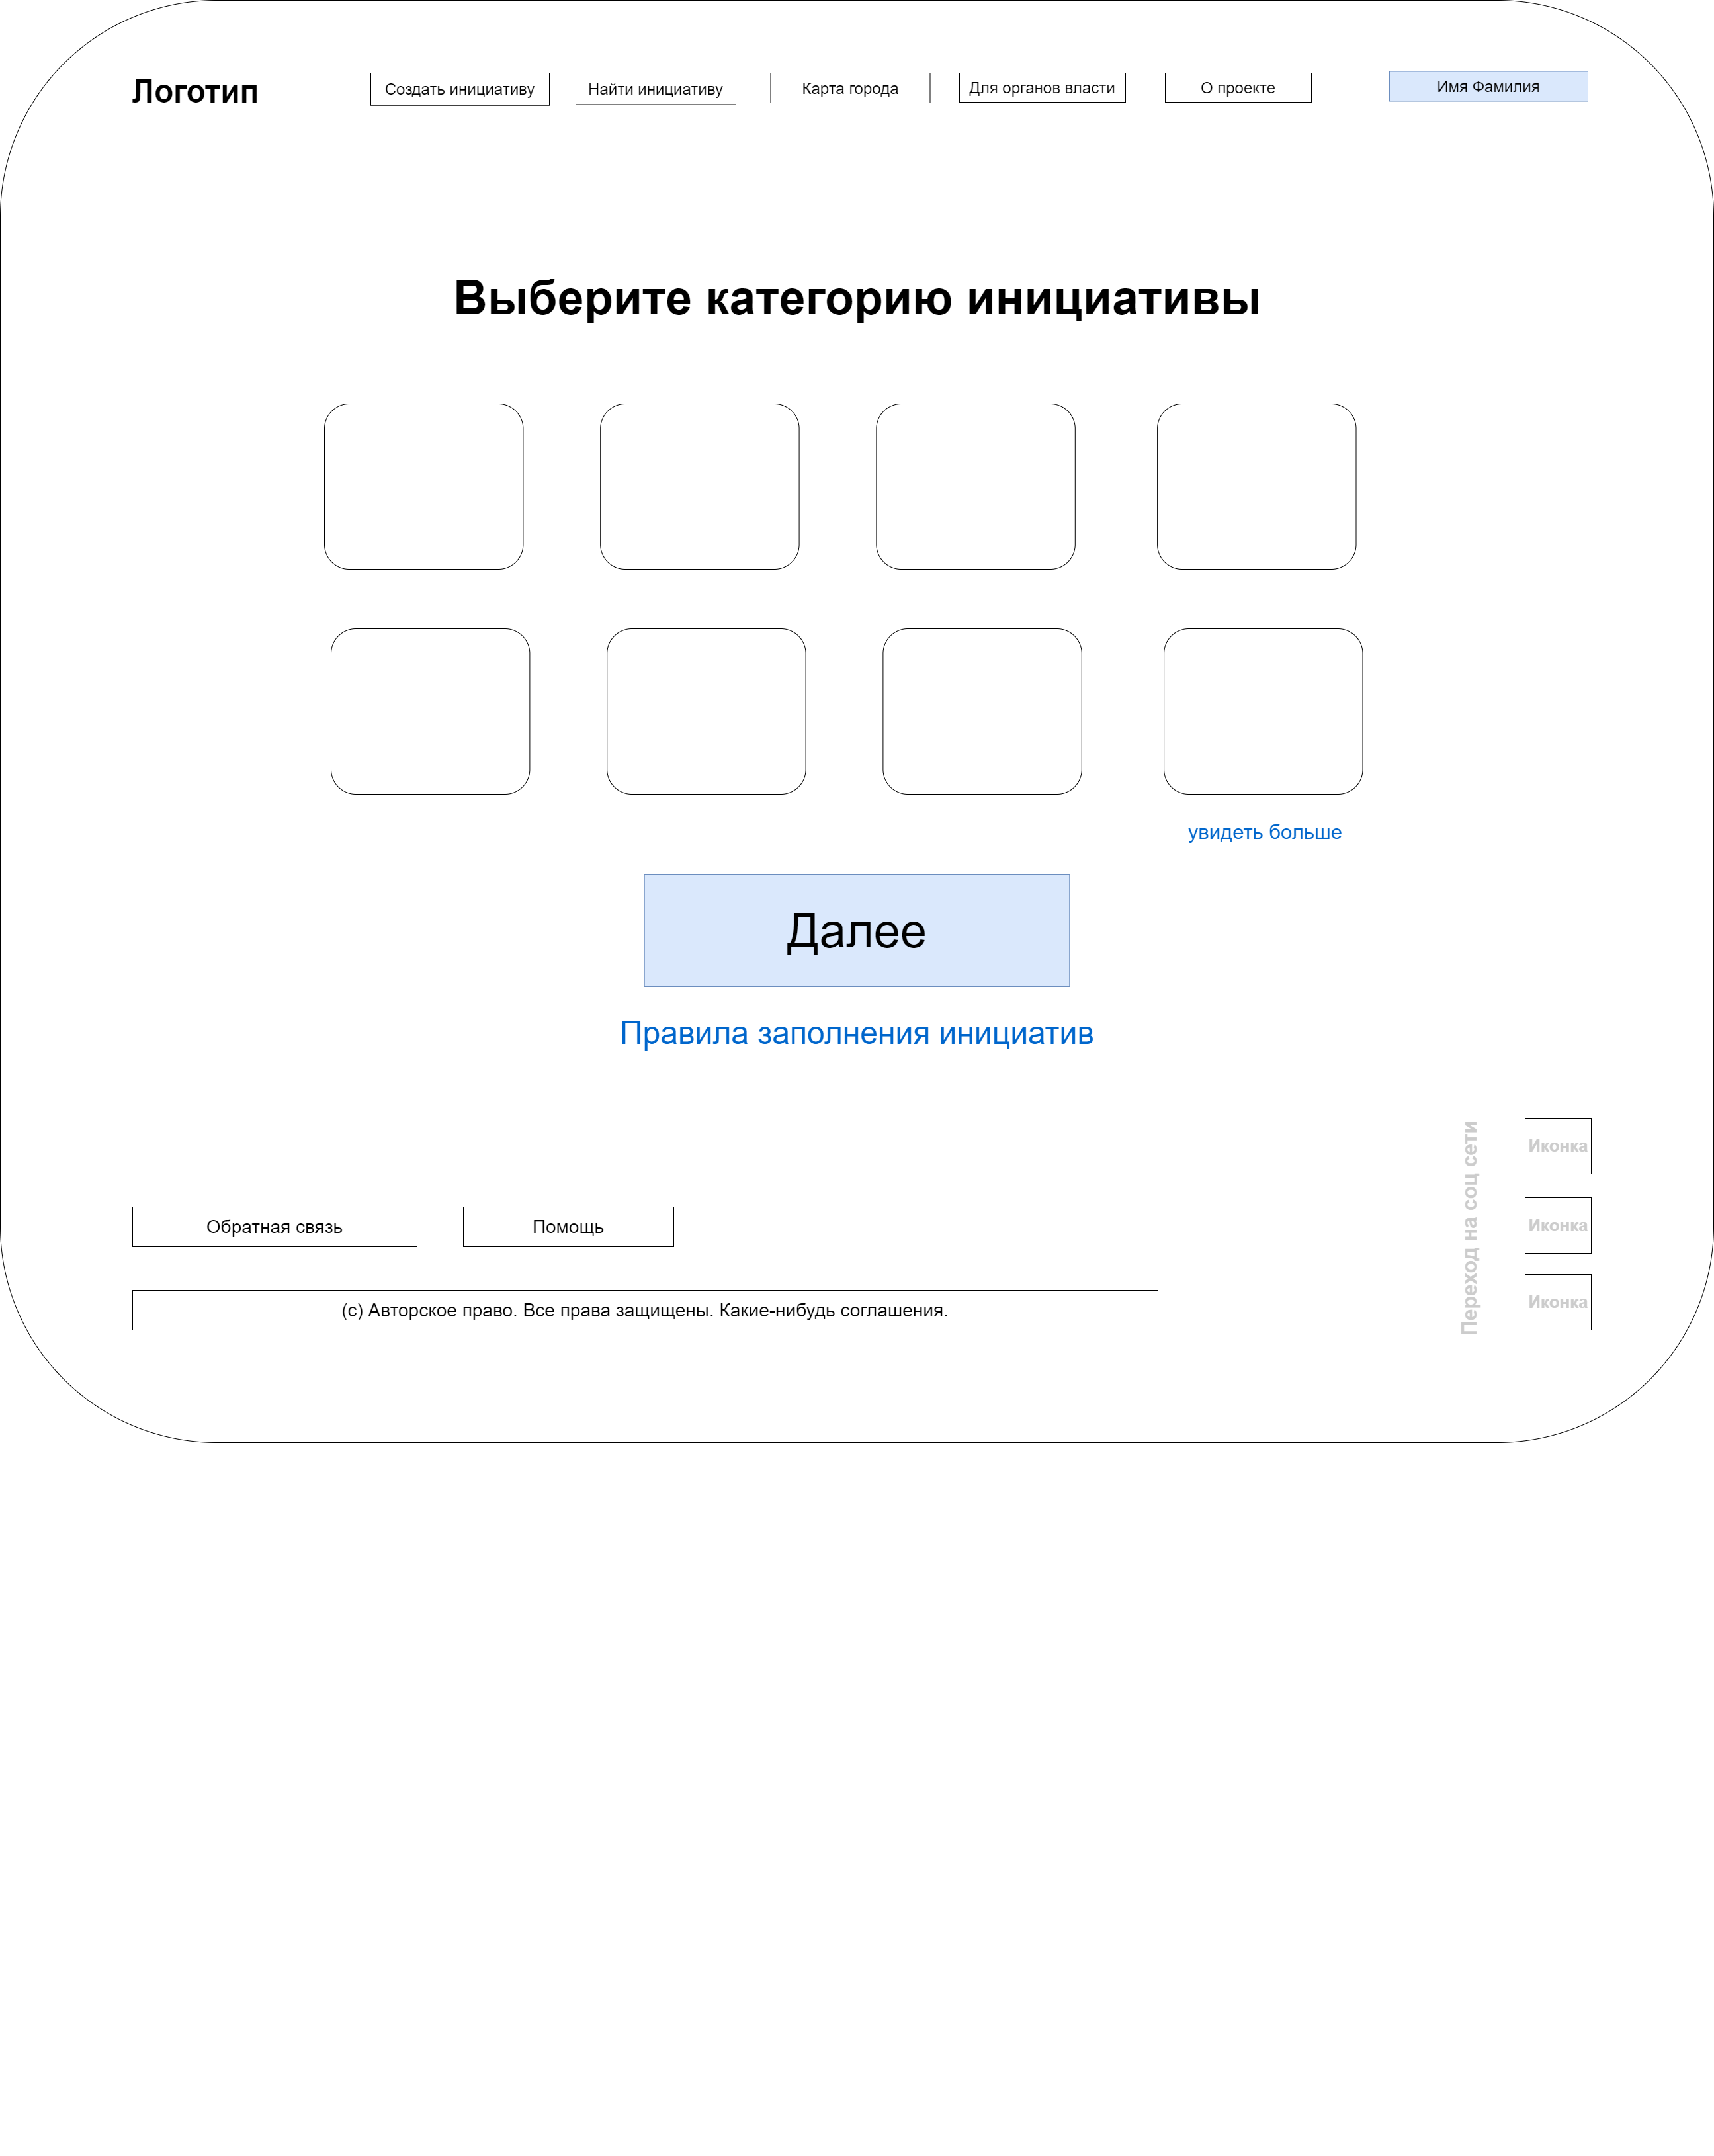 Логотип
Создать инициативу
Найти инициативу
Карта города
Для органов власти
О проекте
Имя Фамилия
Выберите категорию инициативы
увидеть больше
Далее
Правила заполнения инициатив
Переход на соц сети
Иконка
Иконка
Иконка
Обратная связь
Помощь
(с) Авторское право. Все права защищены. Какие-нибудь соглашения.